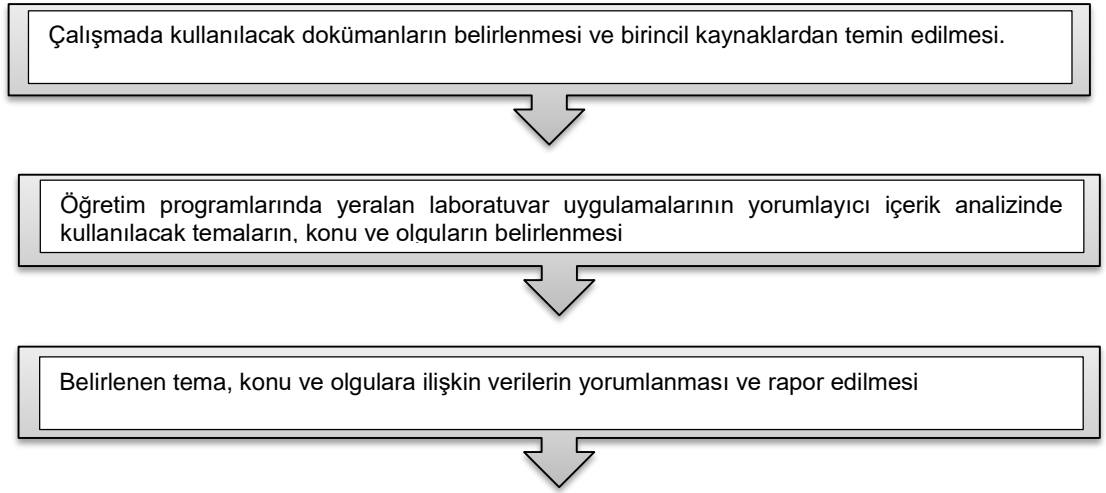 Çalışmada kullanılacak dokümanların belirlenmesi ve birincil kaynaklardan temin edilmesi.
Öğretim programlarında yeralan laboratuvar uygulamalarının yorumlayıcı içerik analizinde
kullanılacak temaların, konu ve olguların belirlenmesi
Belirlenen tema, konu ve olgulara ilişkin verilerin yorumlanması ve rapor edilmesi